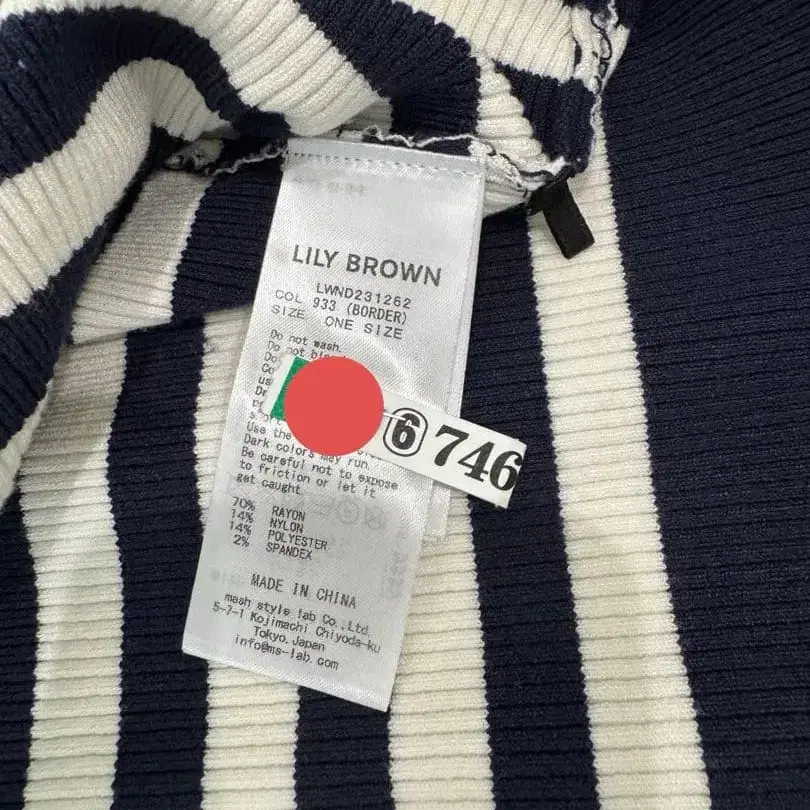 LILY BROWN
LWND231262
COL 933 (BORDER)
SIZE ONE SIZE
Do not wash.
Do not
Do
Use the
Dark colors may run.
Be careful not to expose
to friction or let it
get caught.
6 746
70% RAYON
14% NYLON
14% POLYESTER
2% SPANDEX
MADE IN CHINA
mash style lab Co.,Ltd.
5-7-1 Kojimachi Chiyoda-ku
Tokyo,Japan
info@ms-lab.com